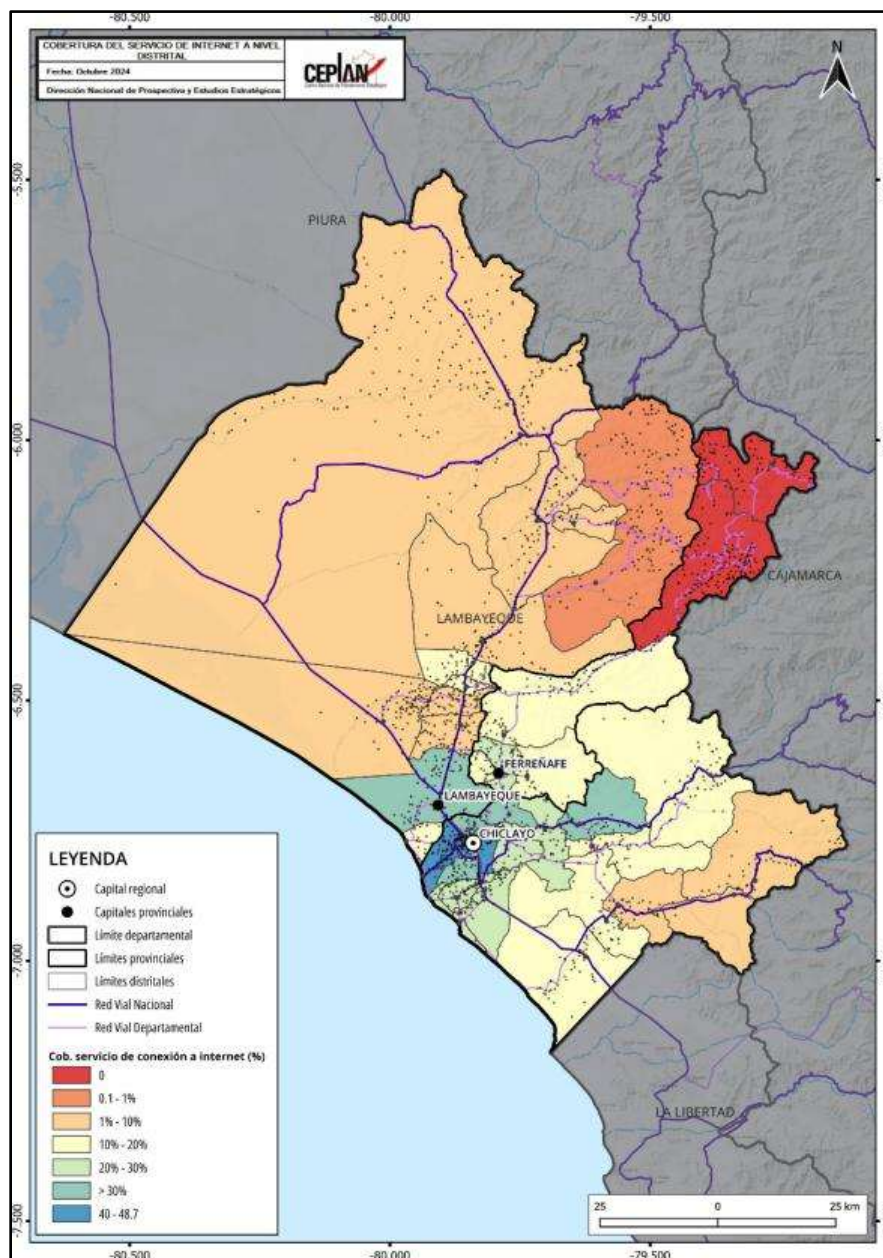 -80.500 -80.000 -79.500
COBERTURA DEL SERVICIO DE INTERNET A NIVEL
DISTRITAL
Fecha: Octubre 2024
Dirección Nacional de Prospectiva y Estudios Estratégicos
CEPLAN
N
-5.500
PIURA
-6.000
CAJAMARCA
LAMBAYEQUE
-6.500
FERREÑAFE
LAMBAYEQUE
CHICLAYO
LEYENDA
Capital regional
Capitales provinciales
Límite departamental
Límites provinciales
Límites distritales
Red Vial Nacional
Red Vial Departamental
-7.000
Cob. servicio de conexión a internet (%)
0
0.1 - 1%
1% - 10%
10% - 20%
20% - 30%
> 30%
40 - 48.7
LA LIBERTAD
25 0 25 km
-7.500
-80.500 -80.000 -79.500